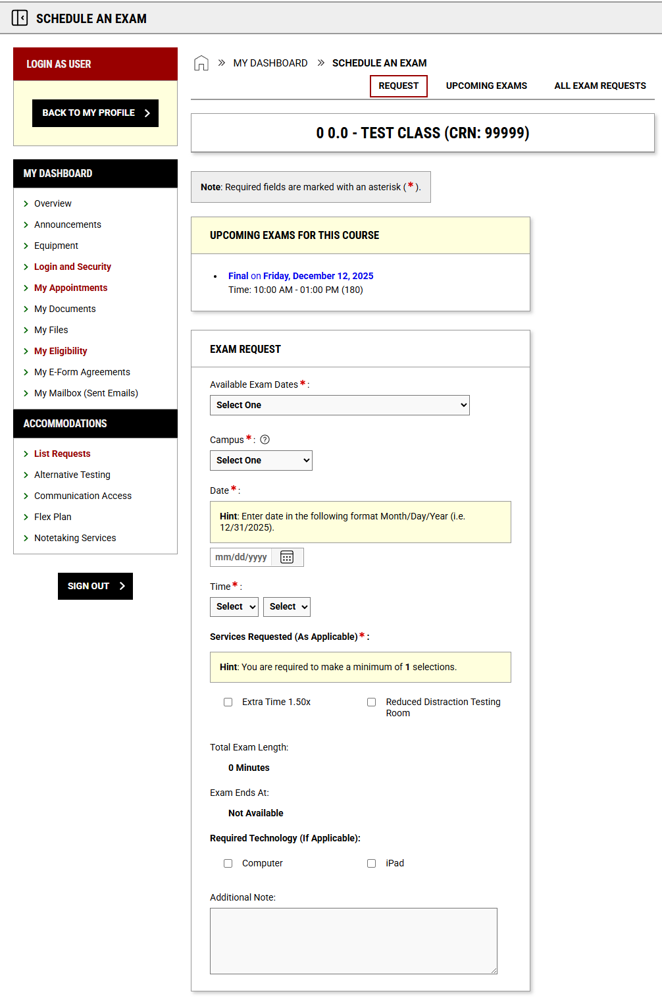 SCHEDULE AN EXAM
LOGIN AS USER
BACK TO MY PROFILE
MY DASHBOARD
Overview
Announcements
Equipment
Login and Security
My Appointments
My Documents
My Files
My Eligibility
My E-Form Agreements
My Mailbox (Sent Emails)
ACCOMMODATIONS
List Requests
Alternative Testing
Communication Access
Flex Plan
Notetaking Services
SIGN OUT
» MY DASHBOARD » SCHEDULE AN EXAM
REQUEST UPCOMING EXAMS ALL EXAM REQUESTS
0 0.0 - TEST CLASS (CRN: 99999)
Note: Required fields are marked with an asterisk (*).
UPCOMING EXAMS FOR THIS COURSE
• Final on Friday, December 12, 2025
Time: 10:00 AM - 01:00 PM (180)
EXAM REQUEST
Available Exam Dates*:
Select One
Campus*: ?
Select One
Date*:
Hint: Enter date in the following format Month/Day/Year (i.e.
12/31/2025).
mm/dd/yyyy
Time*:
Select Select
Services Requested (As Applicable)*:
Hint: You are required to make a minimum of 1 selections.
Extra Time 1.50x
Reduced Distraction Testing
Room
Total Exam Length:
0 Minutes
Exam Ends At:
Not Available
Required Technology (If Applicable):
Computer
iPad
Additional Note: